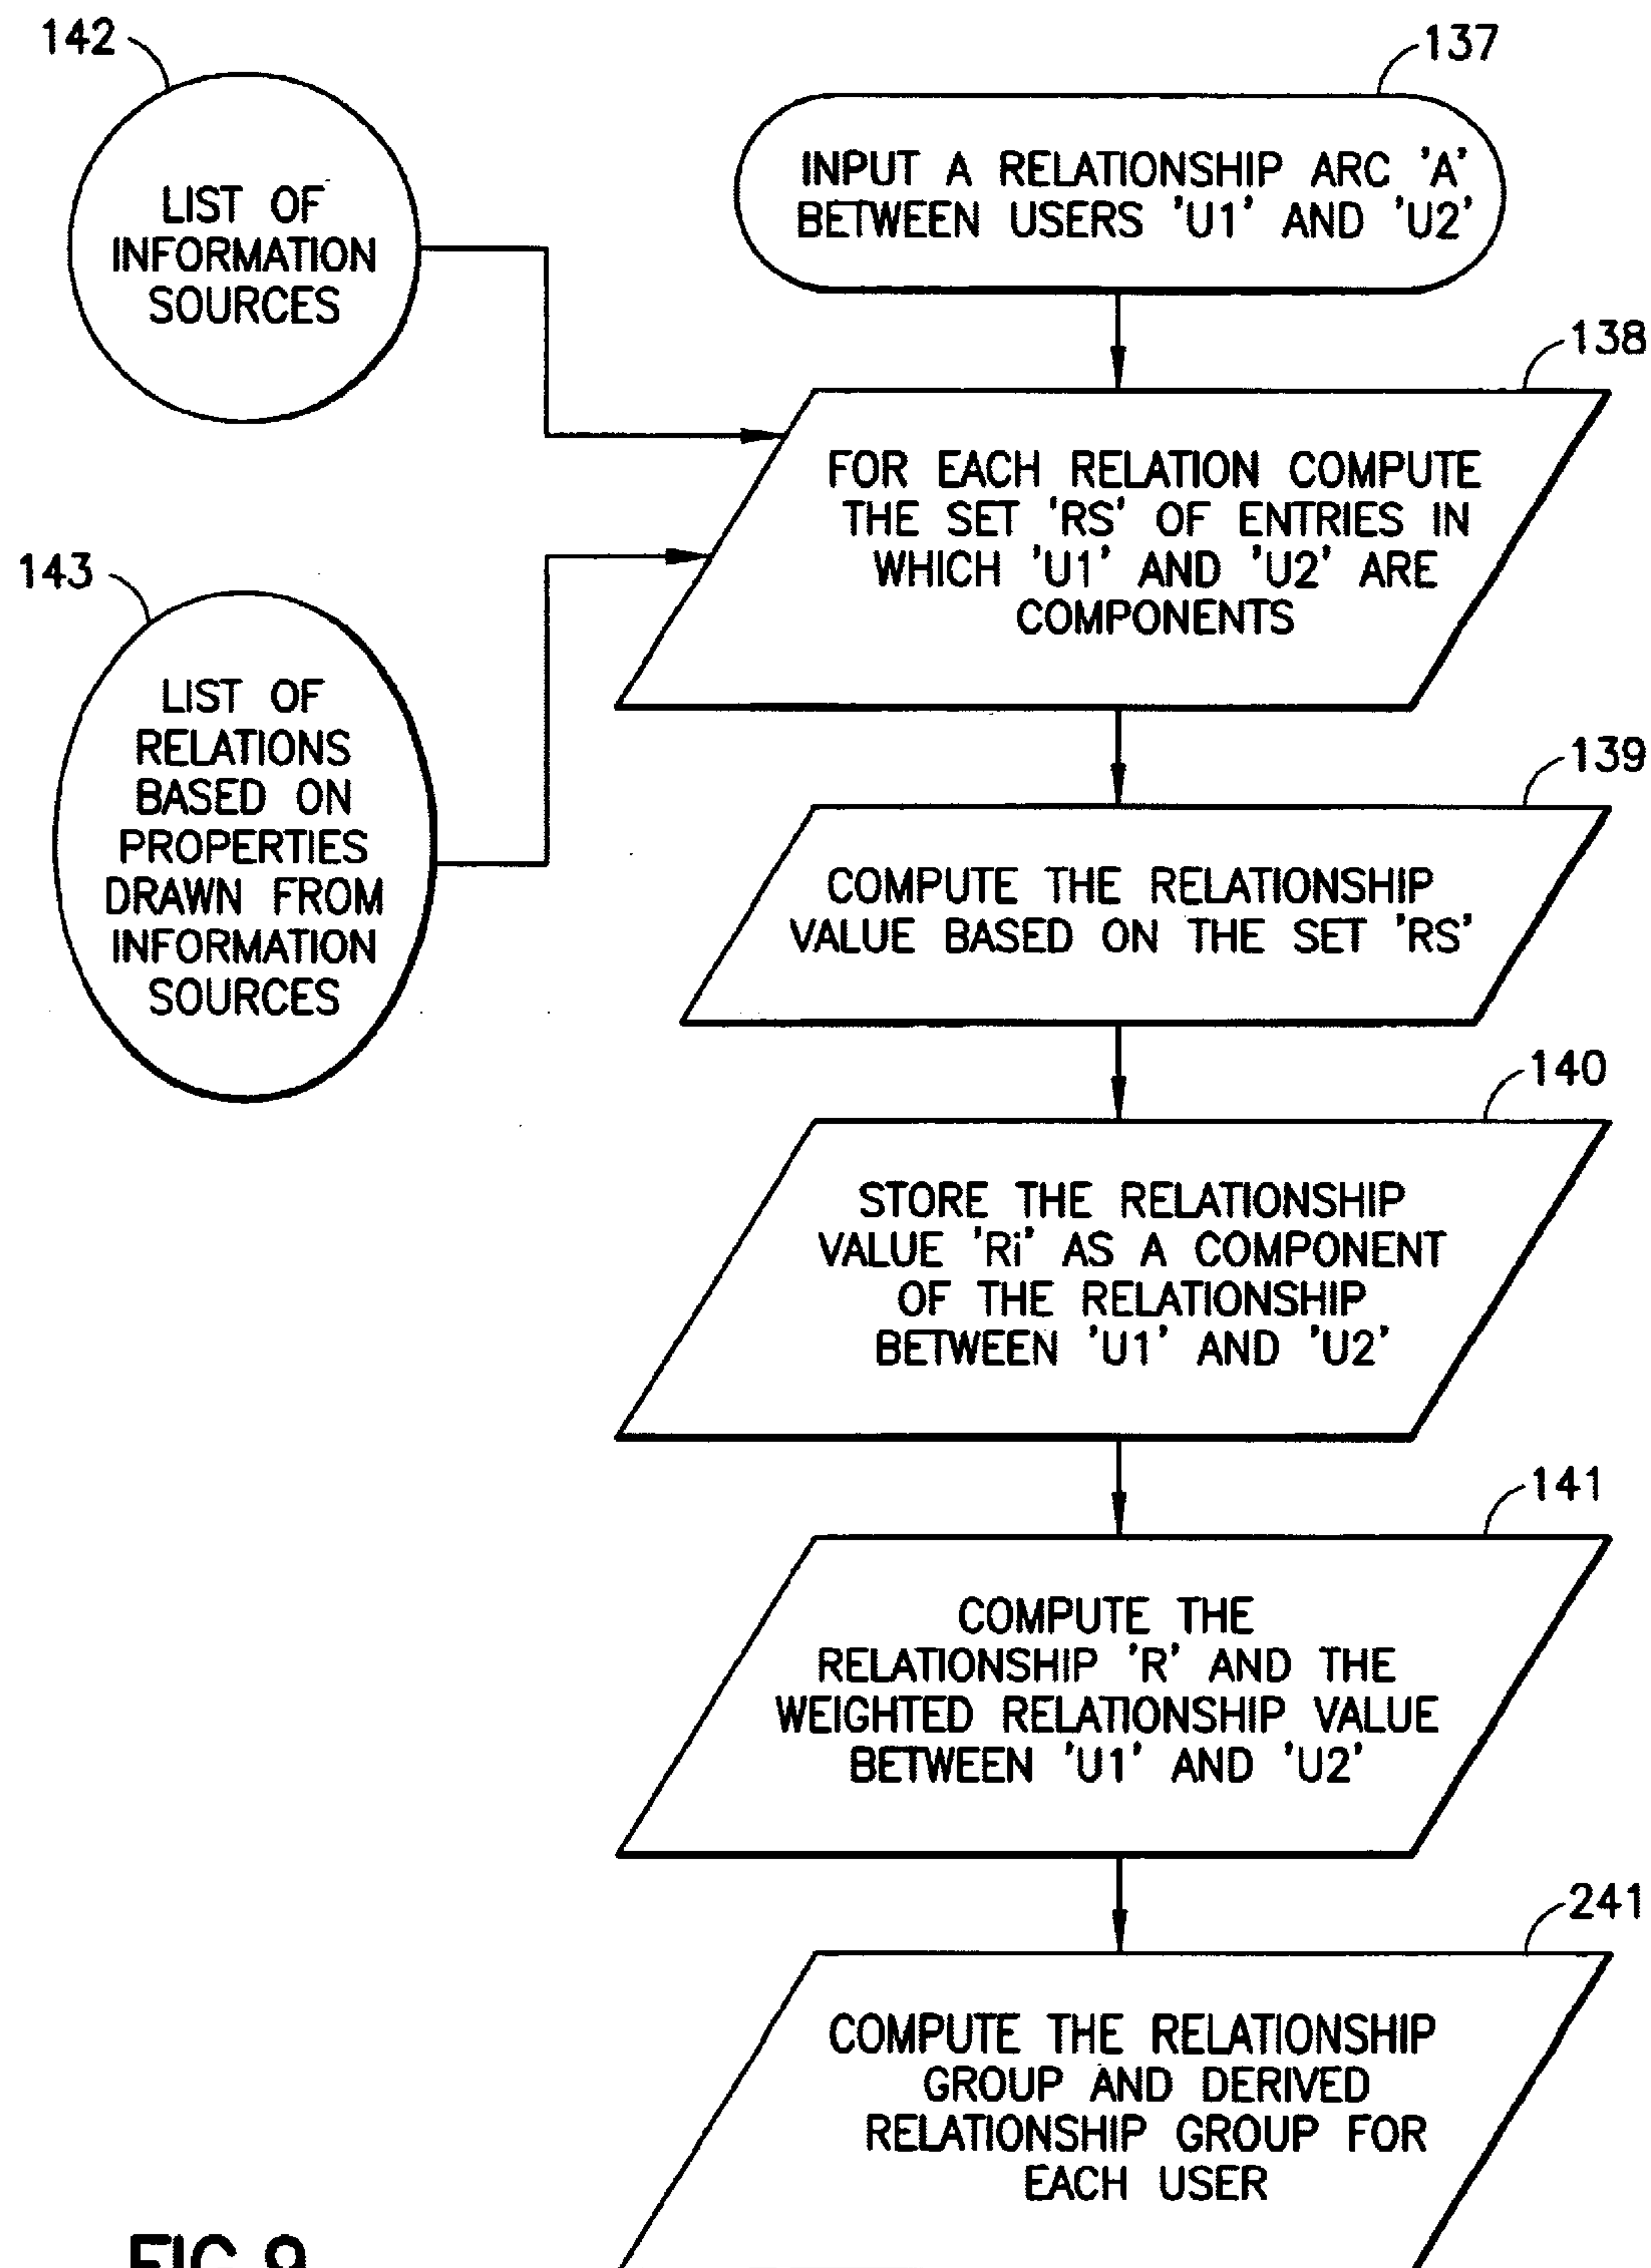 142
LIST OF
INFORMATION
SOURCES
137
INPUT A RELATIONSHIP ARC 'A'
BETWEEN USERS 'U1' AND 'U2'
138
FOR EACH RELATION COMPUTE
THE SET 'RS' OF ENTRIES IN
WHICH 'U1' AND 'U2' ARE
COMPONENTS
143
LIST OF
RELATIONS
BASED ON
PROPERTIES
DRAWN FROM
INFORMATION
SOURCES
139
COMPUTE THE RELATIONSHIP
VALUE BASED ON THE SET 'RS'
140
STORE THE RELATIONSHIP
VALUE 'Ri' AS A COMPONENT
OF THE RELATIONSHIP
BETWEEN 'U1' AND 'U2'
141
COMPUTE THE
RELATIONSHIP 'R' AND THE
WEIGHTED RELATIONSHIP VALUE
BETWEEN 'U1' AND 'U2'
241
COMPUTE THE RELATIONSHIP
GROUP AND DERIVED
RELATIONSHIP GROUP FOR
EACH USER
FIG.9